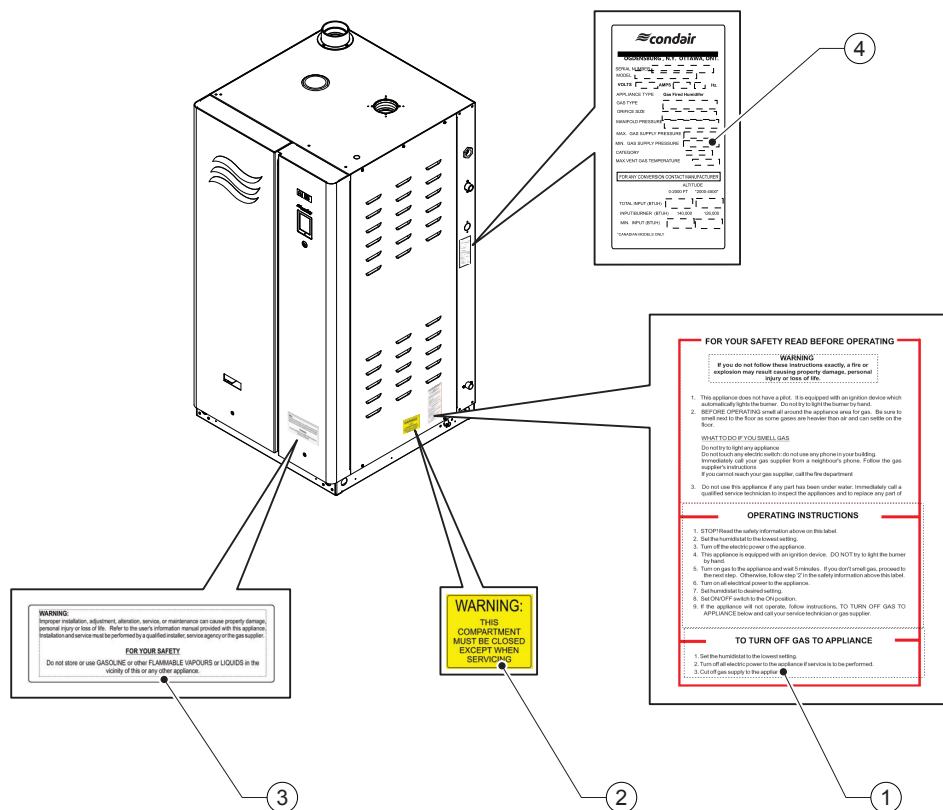 condair
OGDENSBURG , N.Y. OTTAWA, ONT.
SERIAL NUMBER
MODEL
VOLTS AMPS Hz.
APPLIANCE TYPE Gas Fired Humidifer
GAS TYPE
ORIFICE SIZE
MANIFOLD PRESSURE
MAX. GAS SUPPLY PRESSURE
MIN. GAS SUPPLY PRESSURE
CATEGORY
MAX.VENT GAS TEMPERATURE
FOR ANY CONVERSION CONTACT MANUFACTURER
ALTITUDE
0-2000 FT *2000-4500*
TOTAL INPUT (BTUH)
INPUT/BURNER (BTUH) 140,000 126,000
MIN. INPUT (BTUH)
*CANADIAN MODELS ONLY
4
FOR YOUR SAFETY READ BEFORE OPERATING
WARNING
If you do not follow these instructions exactly, a fire or
explosion may result causing property damage, personal
injury or loss of life.
1. This appliance does not have a pilot. It is equipped with an ignition device which
automatically lights the burner. Do not try to light the burner by hand.
2. BEFORE OPERATING smell all around the appliance area for gas. Be sure to
smell next to the floor as some gases are heavier than air and can settle on the
floor.
WHAT TO DO IF YOU SMELL GAS
Do not try to light any appliance
Do not touch any electric switch: do not use any phone in your building.
Immediately call your gas supplier from a neighbour's phone. Follow the gas
supplier's instructions
If you cannot reach your gas supplier, call the fire department
3. Do not use this appliance if any part has been under water. Immediately call a
qualified service technician to inspect the appliances and to replace any part of
OPERATING INSTRUCTIONS
1. STOP! Read the safety information above on this label.
2. Set the humidistat to the lowest setting.
3. Turn off the electric power o the appliance.
4. This appliance is equipped with an ignition device. DO NOT try to light the burner
by hand.
5. Turn on gas to the appliance and wait 5 minutes. If you don't smell gas, proceed to
the next step. Otherwise, follow step '2' in the safety information above this label.
6. Turn on all electrical power to the appliance.
7. Set humidistat to desired setting.
8. Set ON/OFF switch to the ON position.
9. If the appliance will not operate, follow instructions, TO TURN OFF GAS TO
APPLIANCE below and call your service technician or gas supplier.
TO TURN OFF GAS TO APPLIANCE
1. Set the humidistat to the lowest setting.
2. Turn off all electric power to the appliance if service is to be performed.
3. Cut off gas supply to the applian
1
WARNING:
THIS
COMPARTMENT
MUST BE CLOSED
EXCEPT WHEN
SERVICING
2
WARNING:
Improper installation, adjustment, alteration, service, or maintenance can cause property damage,
personal injury or loss of life. Refer to the user's information manual provided with this appliance.
Installation and service must be performed by a qualified installer, service agency or the gas supplier.
FOR YOUR SAFETY
Do not store or use GASOLINE or other FLAMMABLE VAPOURS or LIQUIDS in the
vicinity of this or any other appliance.
3